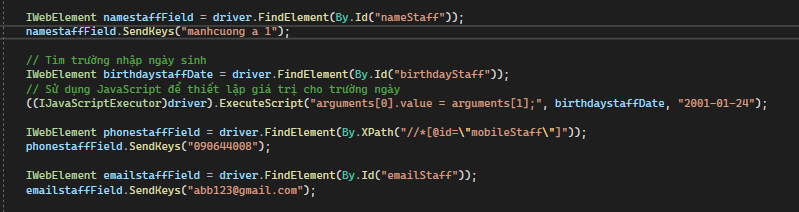 IWebElement namestaffField = driver.FindElement(By.Id("nameStaff"));
namestaffField.SendKeys("manhcuong a 1");
// Tìm trường nhập ngày sinh
IWebElement birthdaystaffDate = driver.FindElement(By.Id("birthdayStaff"));
// Sử dụng JavaScript để thiết lập giá trị cho trường ngày
((IJavaScriptExecutor)driver).ExecuteScript("arguments[0].value = arguments[1];", birthdaystaffDate, "2001-01-24");
IWebElement phonestaffField = driver.FindElement(By.XPath("//*[@id=\"mobileStaff\"]"));
phonestaffField.SendKeys("090644008");
IWebElement emailstaffField = driver.FindElement(By.Id("emailStaff"));
emailstaffField.SendKeys("abb123@gmail.com");